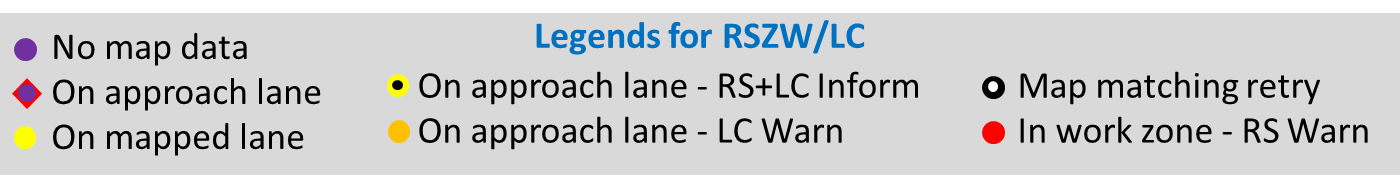 Legends for RSZW/LC
No map data
On approach lane
On mapped lane
On approach lane - RS+LC Inform
On approach lane - LC Warn
Map matching retry
In work zone - RS Warn